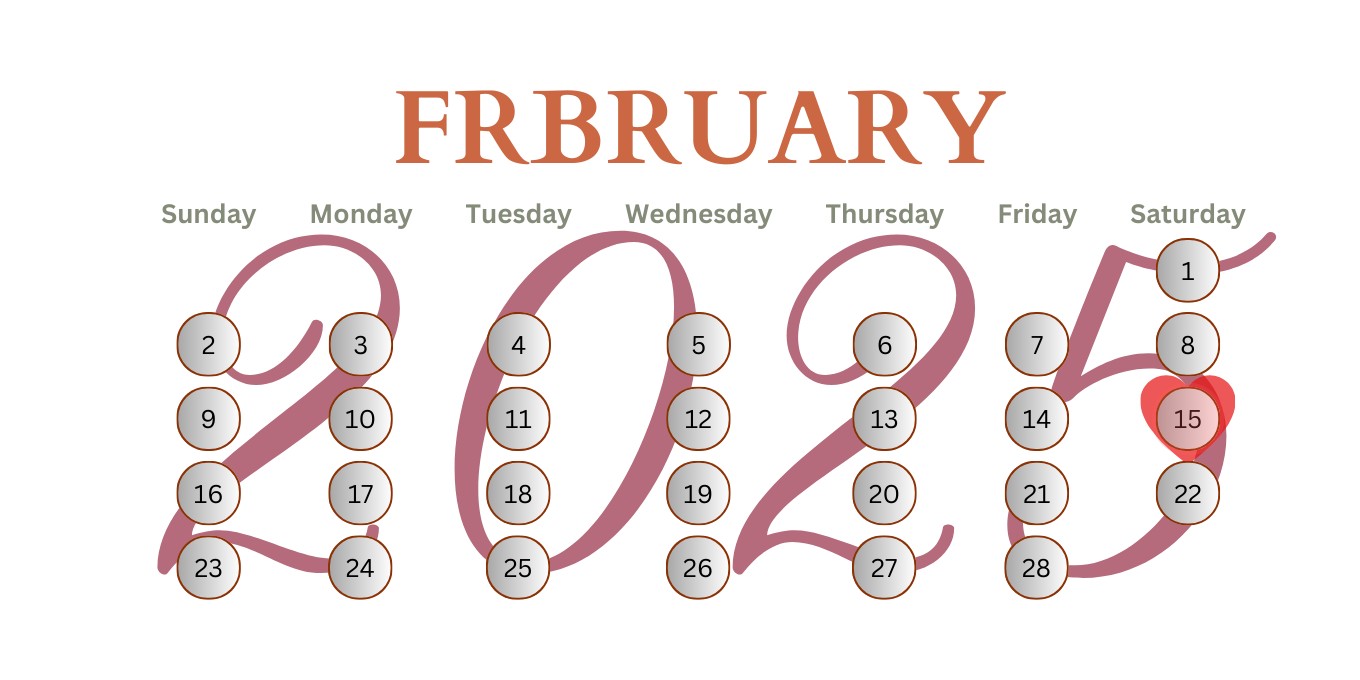 FRBRUARY
Sunday Monday Tuesday Wednesday Thursday Friday Saturday
2025
1
2 3 4 5 6 7 8
9 10 11 12 13 14 15
16 17 18 19 20 21 22
23 24 25 26 27 28